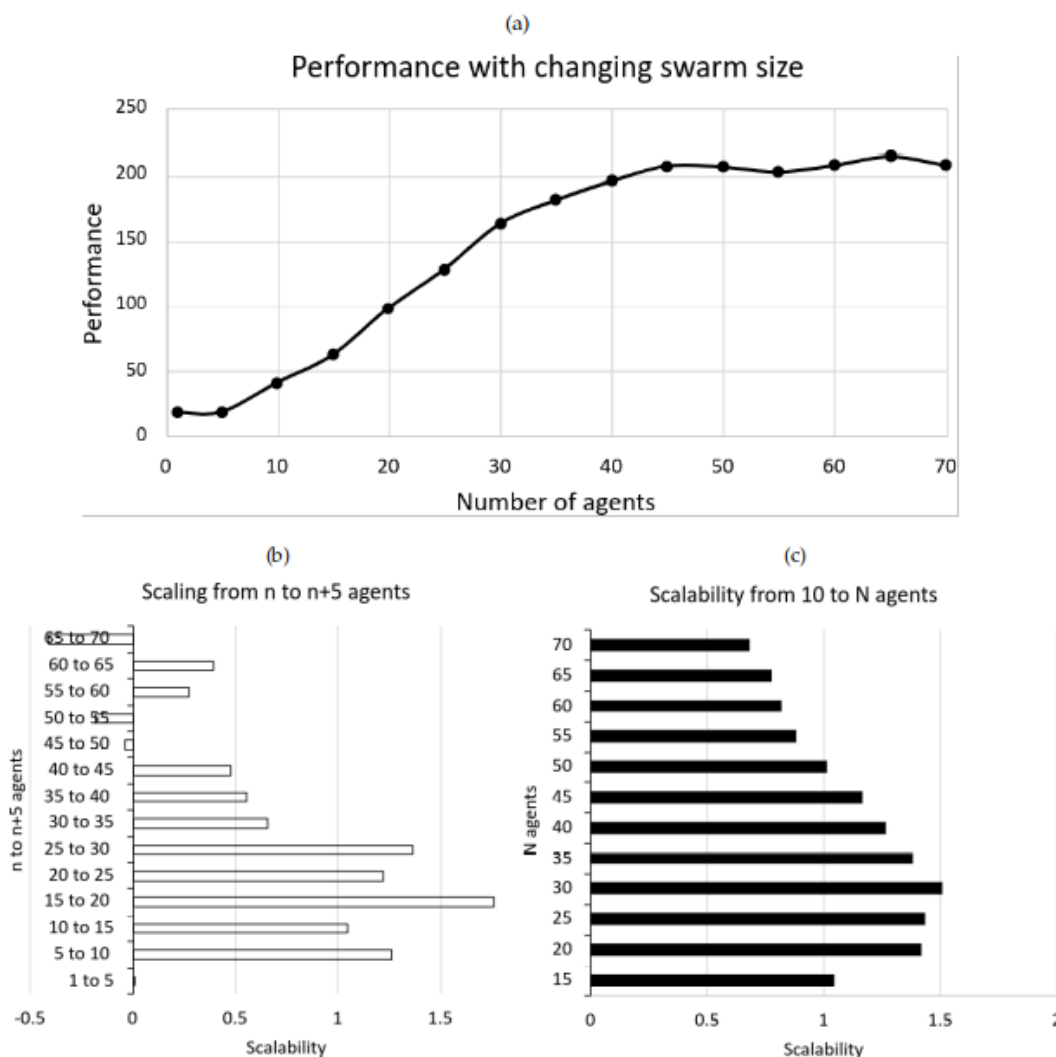 (a)
Performance with changing swarm size
250
200
150
100
50
0
Performance
0 10 20 30 40 50 60 70
Number of agents
(b)
Scaling from n to n+5 agents
n to n+5 agents
65 to 70
60 to 65
55 to 60
50 to 55
45 to 50
40 to 45
35 to 40
30 to 35
25 to 30
20 to 25
15 to 20
10 to 15
5 to 10
1 to 5
-0.5 0 0.5 1 1.5
Scalability
(c)
Scalability from 10 to N agents
N agents
70
65
60
55
50
45
40
35
30
25
20
15
0 0.5 1 1.5 2
Scalability